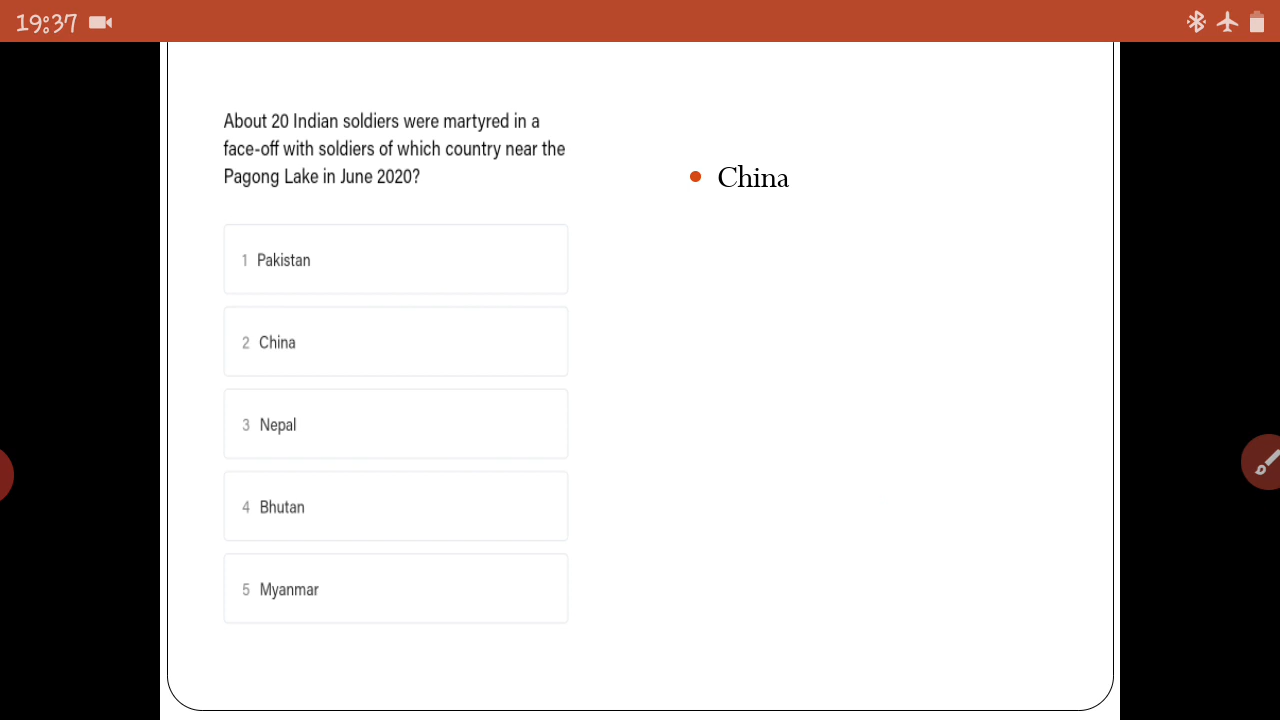 19:37
About 20 Indian soldiers were martyred in a
face-off with soldiers of which country near the
Pagong Lake in June 2020?
China
1 Pakistan
2 China
3 Nepal
4 Bhutan
5 Myanmar